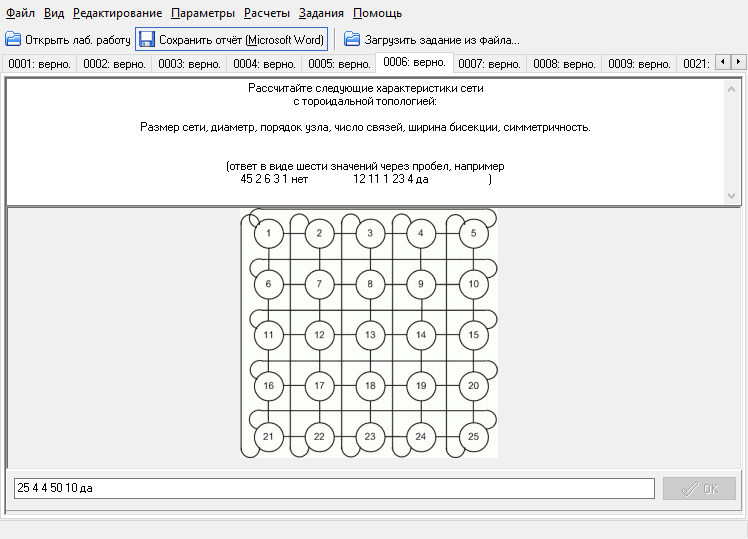 Файл Вид Редактирование Параметры Расчеты Задания Помощь
Открыть лаб. работу Сохранить отчёт (Microsoft Word) Загрузить задание из файла...
0001: верно. 0002: верно. 0003: верно. 0004: верно. 0005: верно. 0006: верно. 0007: верно. 0008: верно. 0009: верно. 0021:
Рассчитайте следующие характеристики сети
с тороидальной топологией:
Размер сети, диаметр, порядок узла, число связей, ширина бисекции, симметричность.
(ответ в виде шести значений через пробел, например
45 2 6 3 1 нет 12 11 1 23 4 да )
1 2 3 4 5
6 7 8 9 10
11 12 13 14 15
16 17 18 19 20
21 22 23 24 25
25 4 4 50 10 да
OK